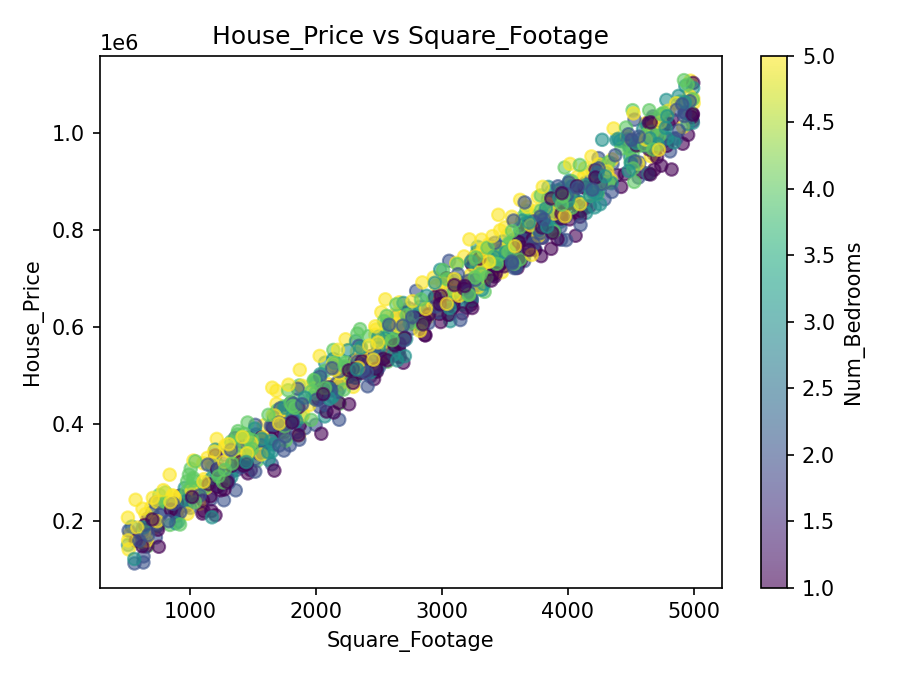 House_Price vs Square_Footage
1e6
1.0
0.8
0.6
0.4
0.2
House_Price
1000 2000 3000 4000 5000
Square_Footage
5.0
4.5
4.0
3.5
3.0
2.5
2.0
1.5
1.0
Num_Bedrooms